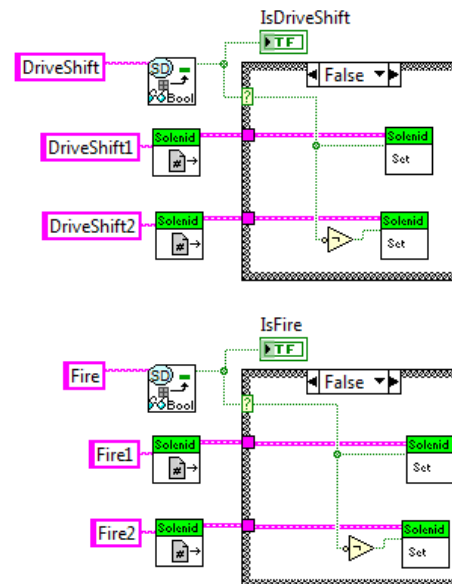 IsDriveShift
TF
DriveShift
SD
Bool
False
?
DriveShift1
Solenid
#
Solenid
Set
DriveShift2
Solenid
#
Solenid
Set
IsFire
TF
Fire
SD
Bool
False
?
Fire1
Solenid
#
Solenid
Set
Fire2
Solenid
#
Solenid
Set